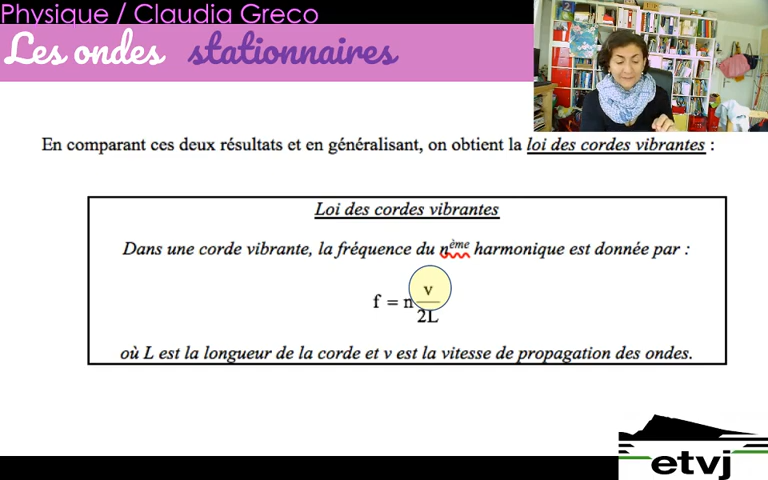 Physique / Claudia Greco
Les ondes stationnaires
En comparant ces deux résultats et en généralisant, on obtient la loi des cordes vibrantes :
Loi des cordes vibrantes
Dans une corde vibrante, la fréquence du nème harmonique est donnée par :
f = n v
2L
où L est la longueur de la corde et v est la vitesse de propagation des ondes.
etvj